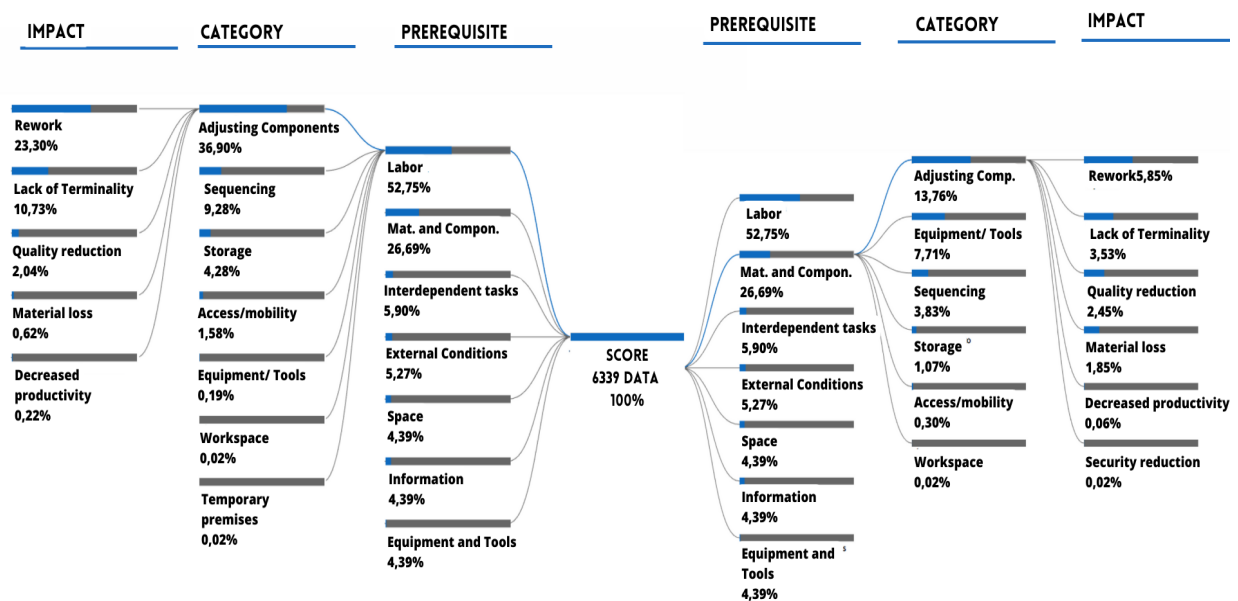 IMPACT
CATEGORY
PREREQUISITE
PREREQUISITE
CATEGORY
IMPACT
Rework
23,30%
Lack of Terminality
10,73%
Quality reduction
2,04%
Material loss
0,62%
Decreased
productivity
0,22%
Adjusting Components
36,90%
Sequencing
9,28%
Storage
4,28%
Access/mobility
1,58%
Equipment/ Tools
0,19%
Workspace
0,02%
Temporary
premises
0,02%
Labor
52,75%
Mat. and Compon.
26,69%
Interdependent tasks
5,90%
External Conditions
5,27%
Space
4,39%
Information
4,39%
Equipment and Tools
4,39%
SCORE
6339 DATA
100%
Labor
52,75%
Mat. and Compon.
26,69%
Interdependent tasks
5,90%
External Conditions
5,27%
Space
4,39%
Information
4,39%
Equipment and s
Tools
4,39%
Adjusting Comp.
13,76%
Equipment/ Tools
7,71%
Sequencing
3,83%
Storage
1,07%
Access/mobility
0,30%
Workspace
0,02%
Rework5,85%
Lack of Terminality
3,53%
Quality reduction
2,45%
Material loss
1,85%
Decreased productivity
0,06%
Security reduction
0,02%